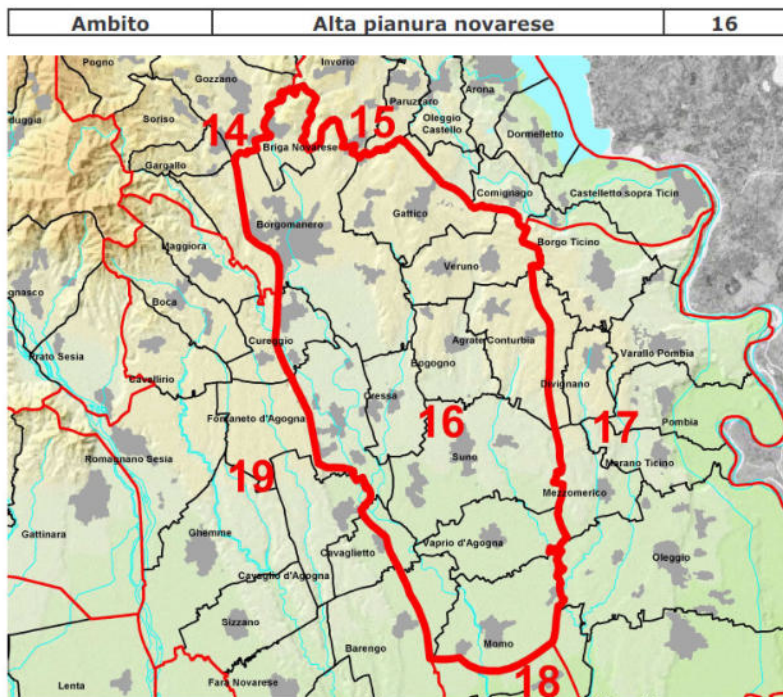 Ambito Alta pianura novarese 16
Pogno
Invorio
Gozzano
Arona
Paruzzaro
Oleggio
Castello
Soriso
14
15
Dormelletto
Briga Novarese
Gargallo
Comignago
Castelletto sopra Ticin
Borgomanero
Gattico
Maggiora
Borgo Ticino
Veruno
Boca
Cureggio
Agrate Conturbia
Varallo Pombia
Prato Sesia
Bogogno
Cavallirio
Divignano
Cressa
Fontaneto d'Agogna
16
17
Pombia
Romagnano Sesia
19
Suno
Marano Ticino
Mezzomerico
Gattinara
Ghemme
Vaprio d'Agogna
Cavaglietto
Oleggio
Cavaglio d'Agogna
Sizzano
Momo
Barengo
18
Lenta
Fara Novarese